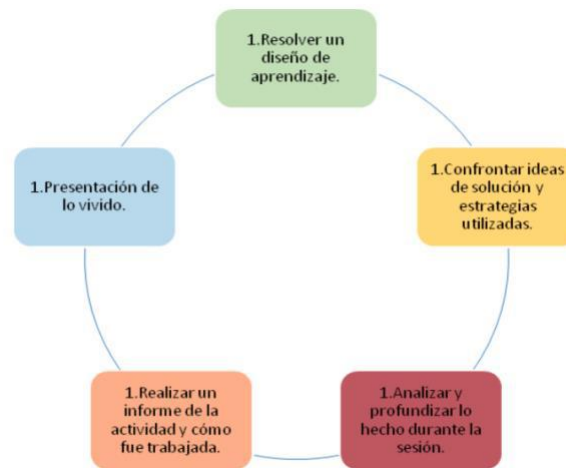 1.Resolver un
diseño de
aprendizaje.
1.Confrontar ideas
de solución y
estrategias
utilizadas.
1.Analizar y
profundizar lo
hecho durante la
sesión.
1.Realizar un
informe de la
actividad y cómo
fue trabajada.
1.Presentación de
lo vivido.